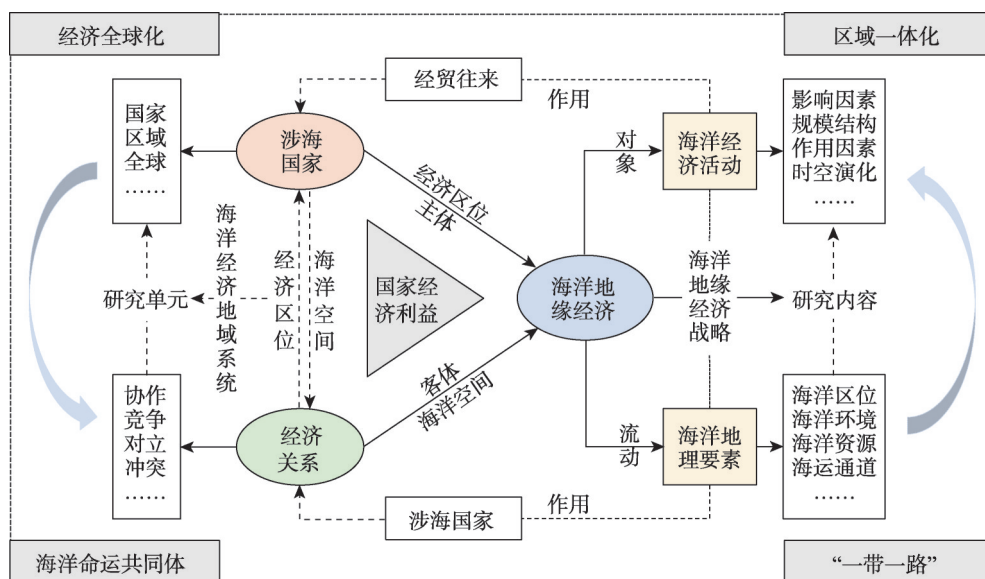 经济全球化
区域一体化
经贸往来
作用
国家
区域
全球
……
涉海
国家
对象
海洋经
济活动
影响因素
规模结构
作用因素
时空演化
……
经济区位
主体
研究单元
海洋经济地域系统
经济区位
海洋空间
国家经
济利益
海洋地
缘经济
海洋
地缘
经济
战略
研究内容
客体
海洋空间
协作
竞争
对立
冲突
……
经济
关系
流动
海洋地
理要素
海洋区位
海洋环境
海洋资源
海运通道
……
作用
涉海国家
海洋命运共同体
“一带一路”